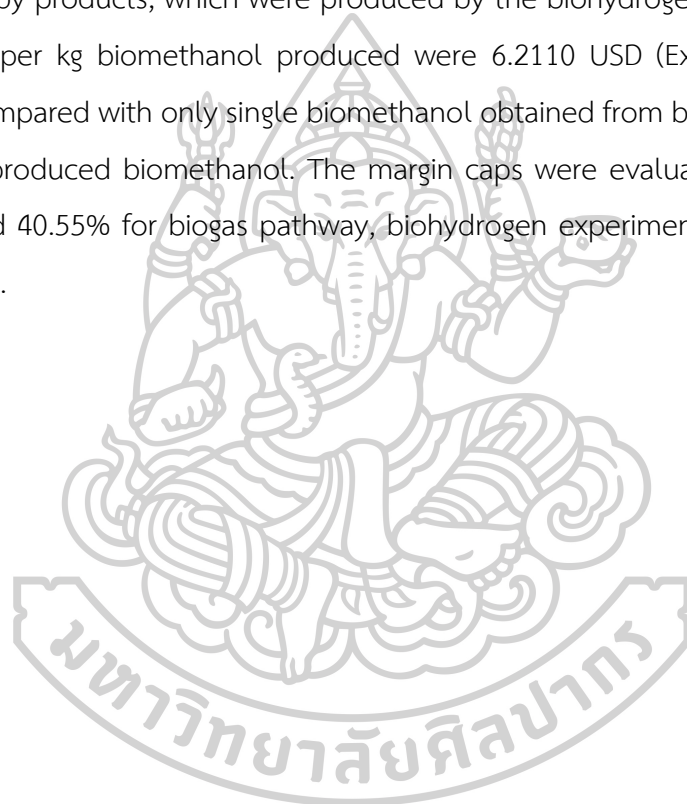 by products, which were produced by the biohydroge
per kg biomethanol produced were 6.2110 USD (Ex
mpared with only single biomethanol obtained from b
produced biomethanol. The margin caps were evalua
d 40.55% for biogas pathway, biohydrogen experimen
.
มหาวิทยาลัยศิลปากร